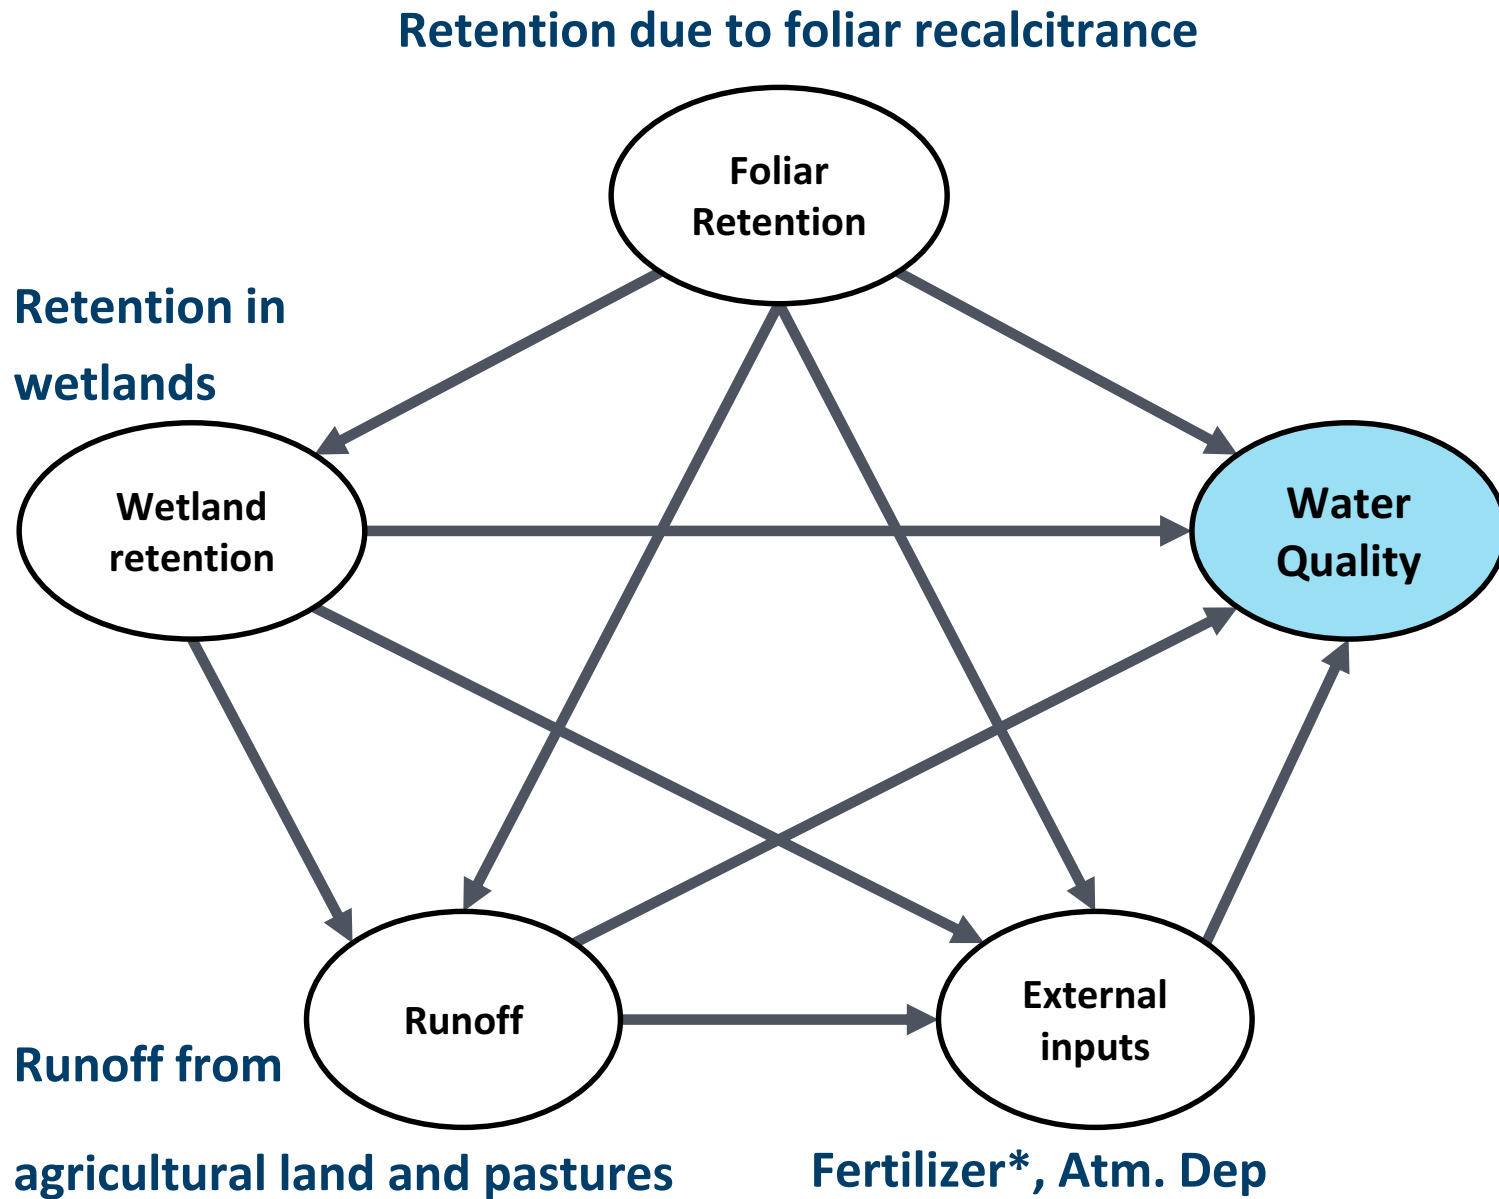 Retention due to foliar recalcitrance
Foliar
Retention
Retention in
wetlands
Wetland
retention
Water
Quality
Runoff
External
inputs
Runoff from
agricultural land and pastures
Fertilizer*, Atm. Dep